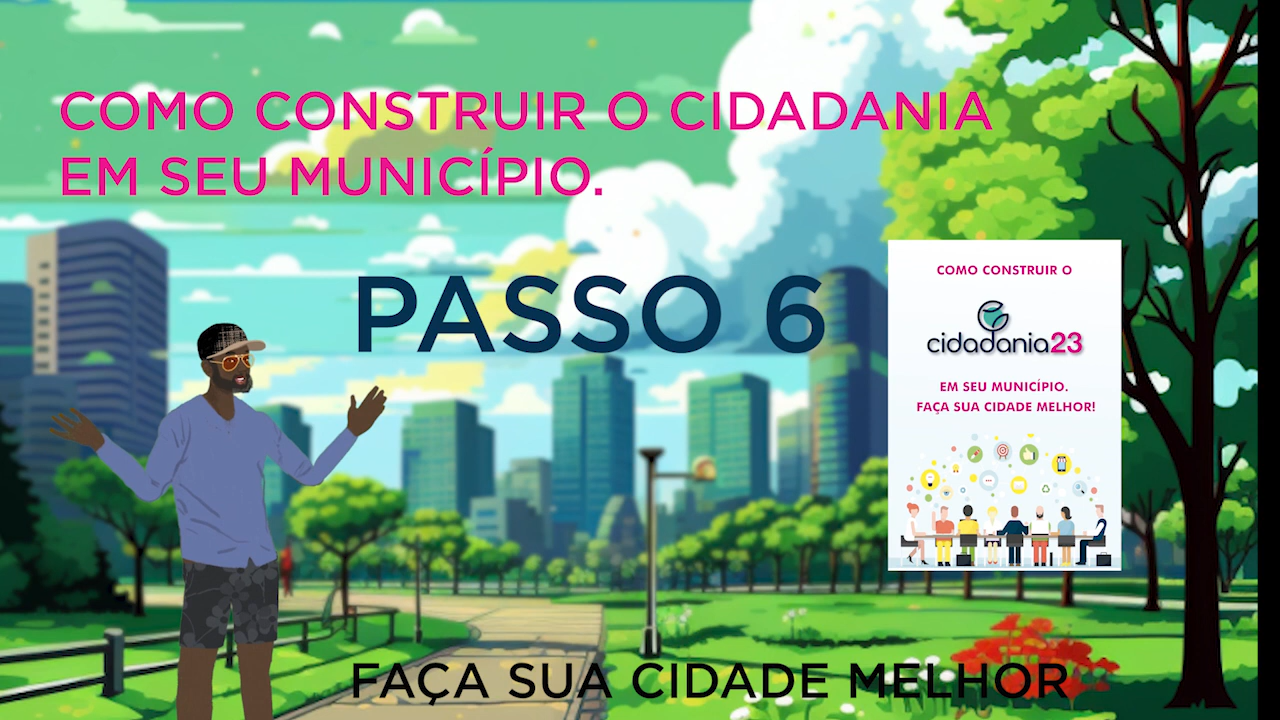 COMO CONSTRUIR O CIDADANIA
EM SEU MUNICÍPIO.
PASSO 6
COMO CONSTRUIR O
cidadania23
EM SEU MUNICÍPIO.
FAÇA SUA CIDADE MELHOR!
FAÇA SUA CIDADE MELHOR